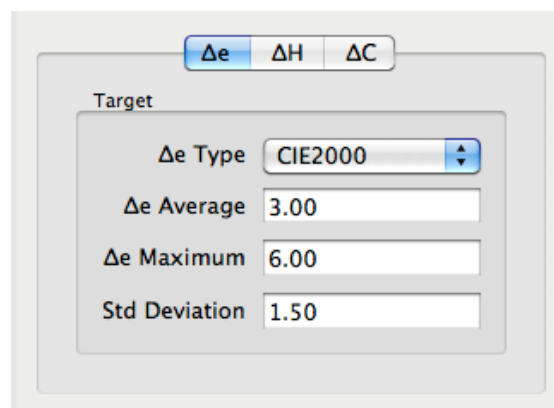 Δe ΔH ΔC
Target
Δe Type CIE2000
Δe Average 3.00
Δe Maximum 6.00
Std Deviation 1.50